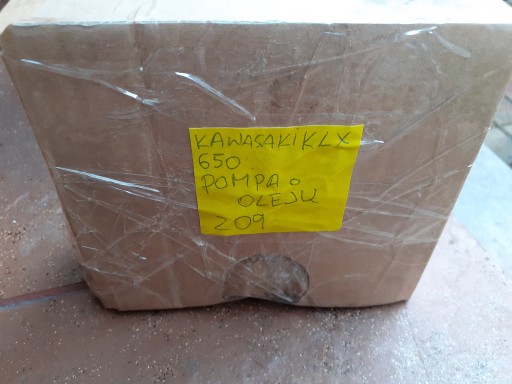 KAWASAKi KLX
650
POMPA
OLEJU
209